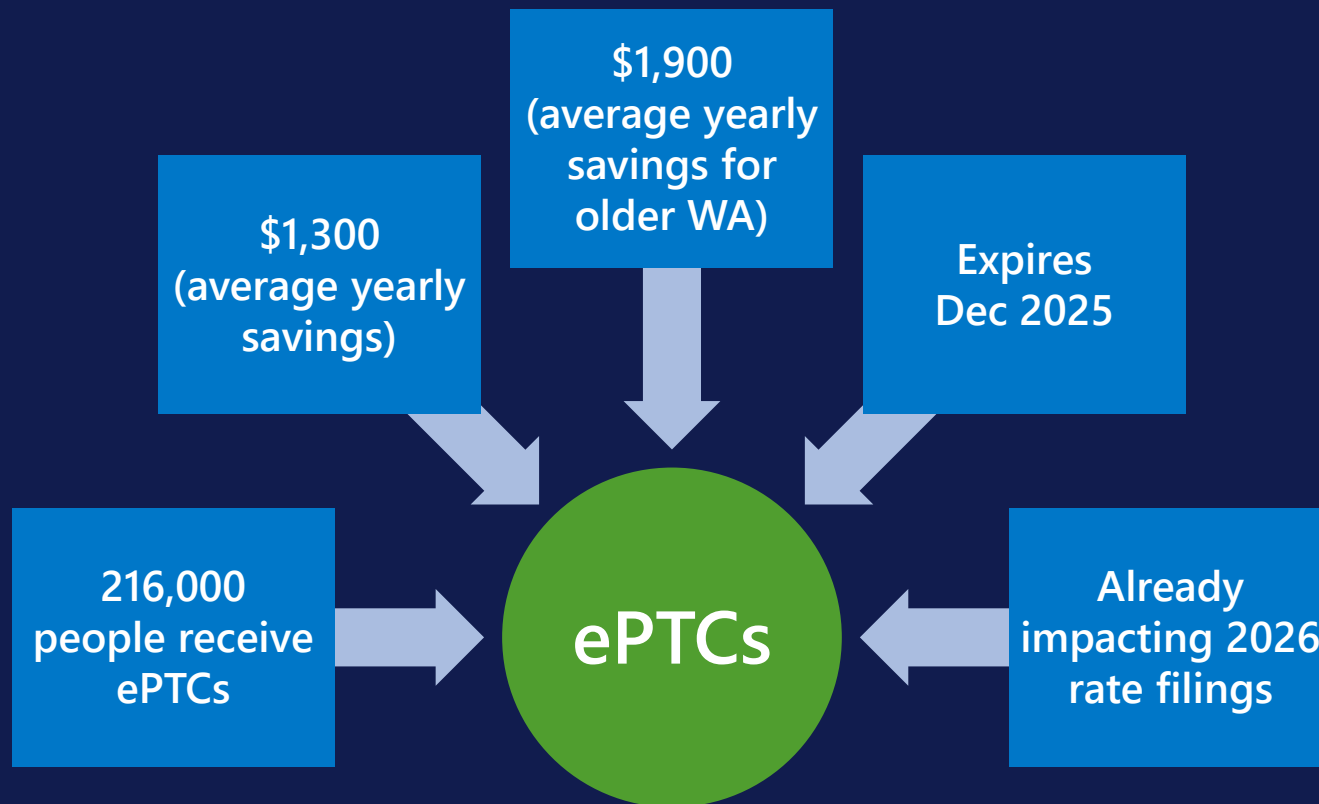 $1,900
(average yearly
savings for
older WA)
$1,300
(average yearly
savings)
Expires
Dec 2025
216,000
people receive
ePTCs
ePTCs
Already
impacting 2026
rate filings